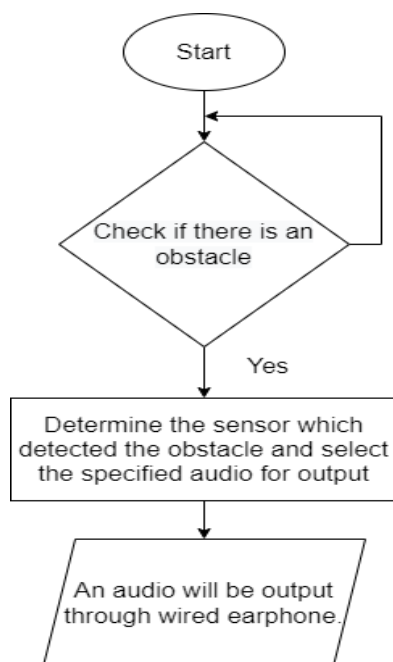 Start
Check if there is an
obstacle
Yes
Determine the sensor which
detected the obstacle and select
the specified audio for output
An audio will be output
through wired earphone.